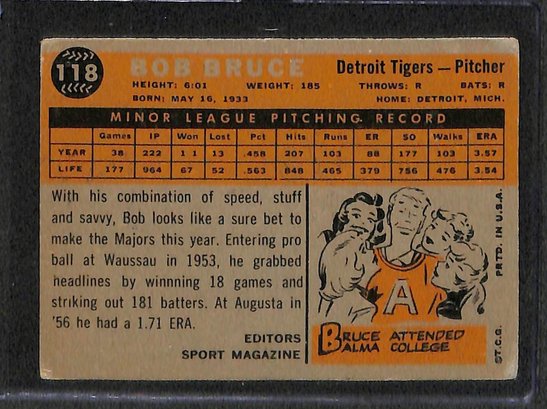 118
BOB BRUCE
Detroit Tigers — Pitcher
HEIGHT: 6:01 WEIGHT: 185 THROWS: R BATS: R
BORN: MAY 16, 1933 HOME: DETROIT, MICH.
MINOR LEAGUE PITCHING RECORD
Games IP Won Lost Pct Hits Runs ER SO Walks ERA
YEAR 38 222 11 13 .458 207 103 88 177 103 3.57
LIFE 177 964 67 52 .563 848 465 379 756 476 3.54
With his combination of speed, stuff
and savvy, Bob looks like a sure bet to
make the Majors this year. Entering pro
ball at Waussau in 1953, he grabbed
headlines by winnning 18 games and
striking out 181 batters. At Augusta in
'56 he had a 1.71 ERA.
EDITORS
SPORT MAGAZINE
A
BRUCE ATTENDED
ALMA COLLEGE
©T.C.G. PRTD. IN U.S.A.